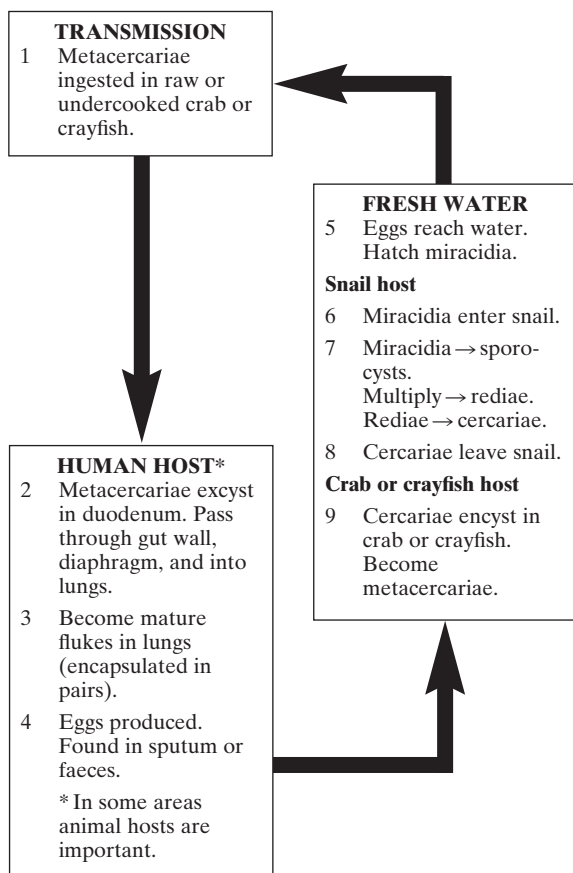 TRANSMISSION
1 Metacercariae
ingested in raw or
undercooked crab or
crayfish.
HUMAN HOST*
2 Metacercariae excyst
in duodenum. Pass
through gut wall,
diaphragm, and into
lungs.
3 Become mature
flukes in lungs
(encapsulated in
pairs).
4 Eggs produced.
Found in sputum or
faeces.
* In some areas
animal hosts are
important.
FRESH WATER
5 Eggs reach water.
Hatch miracidia.
Snail host
6 Miracidia enter snail.
7 Miracidia → sporo-
cysts.
Multiply → rediae.
Rediae → cercariae.
8 Cercariae leave snail.
Crab or crayfish host
9 Cercariae encyst in
crab or crayfish.
Become
metacercariae.